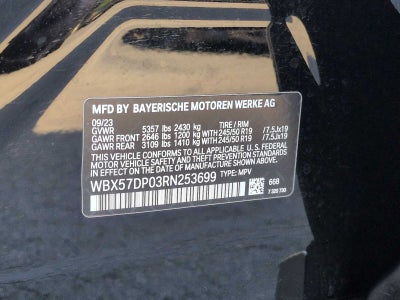 MFD BY BAYERISCHE MOTOREN WERKE AG
09/23
GVWR 5357 lbs 2430 kg TIRE / RIM
GAWR FRONT 2646 lbs 1200 kg WITH 245/50 R19 /7.5Jx19
GAWR REAR 3109 lbs 1410 kg WITH 245/50 R19 /7.5Jx19
THIS VEHICLE CONFORMS TO ALL APPLICABLE U.S. FEDERAL
MOTOR VEHICLE SAFETY AND THEFT PREVENTION STANDARDS
IN EFFECT ON THE DATE OF MANUFACTURE SHOWN ABOVE.
WBX57DP03RN253699 TYPE: MPV
668